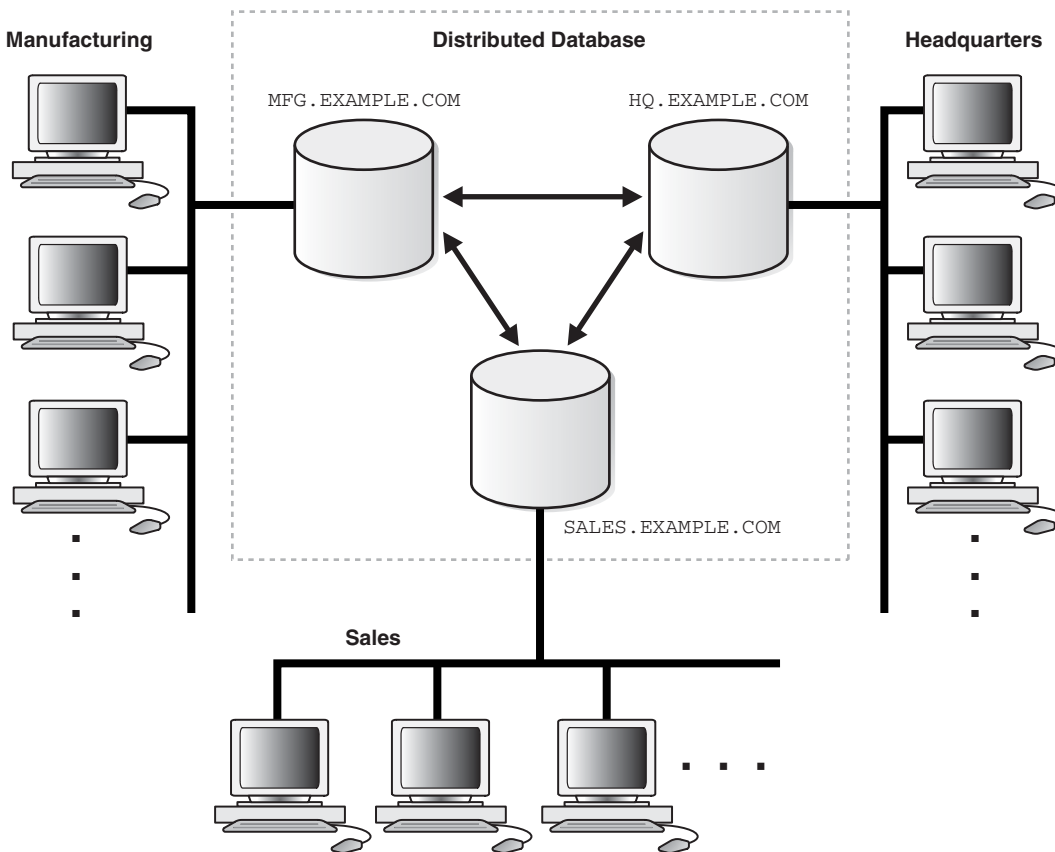 Manufacturing
Distributed Database
Headquarters
MFG.EXAMPLE.COM
HQ.EXAMPLE.COM
SALES.EXAMPLE.COM
Sales